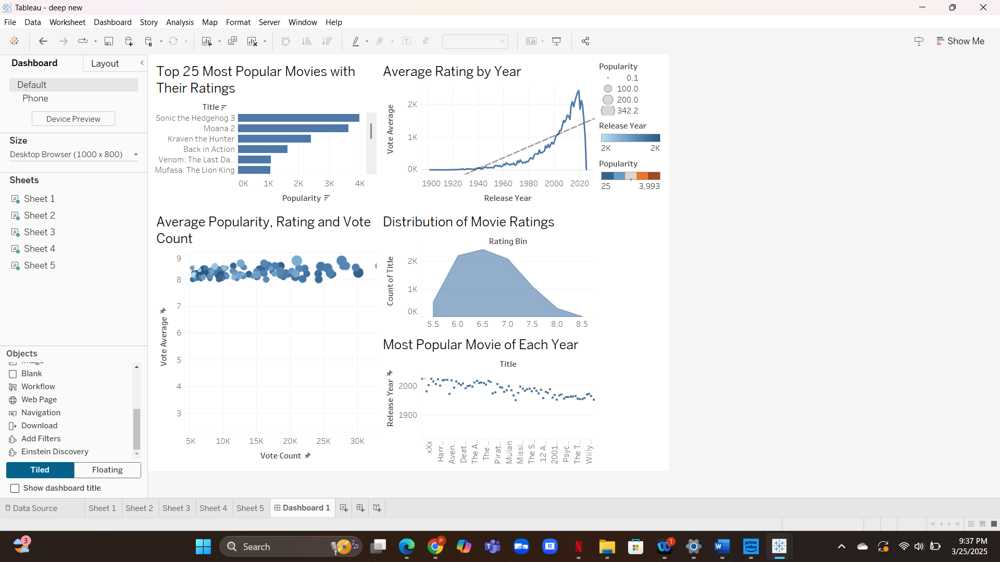 Tableau - deep new
File Data Worksheet Dashboard Story Analysis Map Format Server Window Help
Show Me
Dashboard Layout
Default
Phone
Device Preview
Size
Desktop Browser (1000 x 800)
Sheets
Sheet 1
Sheet 2
Sheet 3
Sheet 4
Sheet 5
Objects
Image
Blank
Workflow
Web Page
Navigation
Download
Add Filters
Einstein Discovery
Tiled Floating
Show dashboard title
Top 25 Most Popular Movies with
Their Ratings
Title
Sonic the Hedgehog 3
Moana 2
Kraven the Hunter
Back in Action
Venom: The Last Da..
Mufasa: The Lion King
0K 1K 2K 3K 4K
Popularity
Average Rating by Year
Vote Average
2K
1K
0K
1900 1920 1940 1960 1980 2000 2020
Release Year
Popularity
0.1
100.0
200.0
342.2
Release Year
2K 2K
Popularity
25 3,993
Average Popularity, Rating and Vote
Count
Vote Average
9
8
7
6
5
4
3
5K 10K 15K 20K 25K 30K
Vote Count
Distribution of Movie Ratings
Rating Bin
Count of Title
2K
1K
0K
5.5 6.0 6.5 7.0 7.5 8.0 8.5
Most Popular Movie of Each Year
Title
Release Year
2000
1900
xXx
Harr..
Aven..
Deat..
The A..
The ..
Pirat..
Mulan
Missi..
The S..
12 A..
2001..
Psyc..
The T..
Willy ..
Data Source Sheet 1 Sheet 2 Sheet 3 Sheet 4 Sheet 5 Dashboard 1
3
Search
P
1
prime
video
9:37 PM
3/25/2025